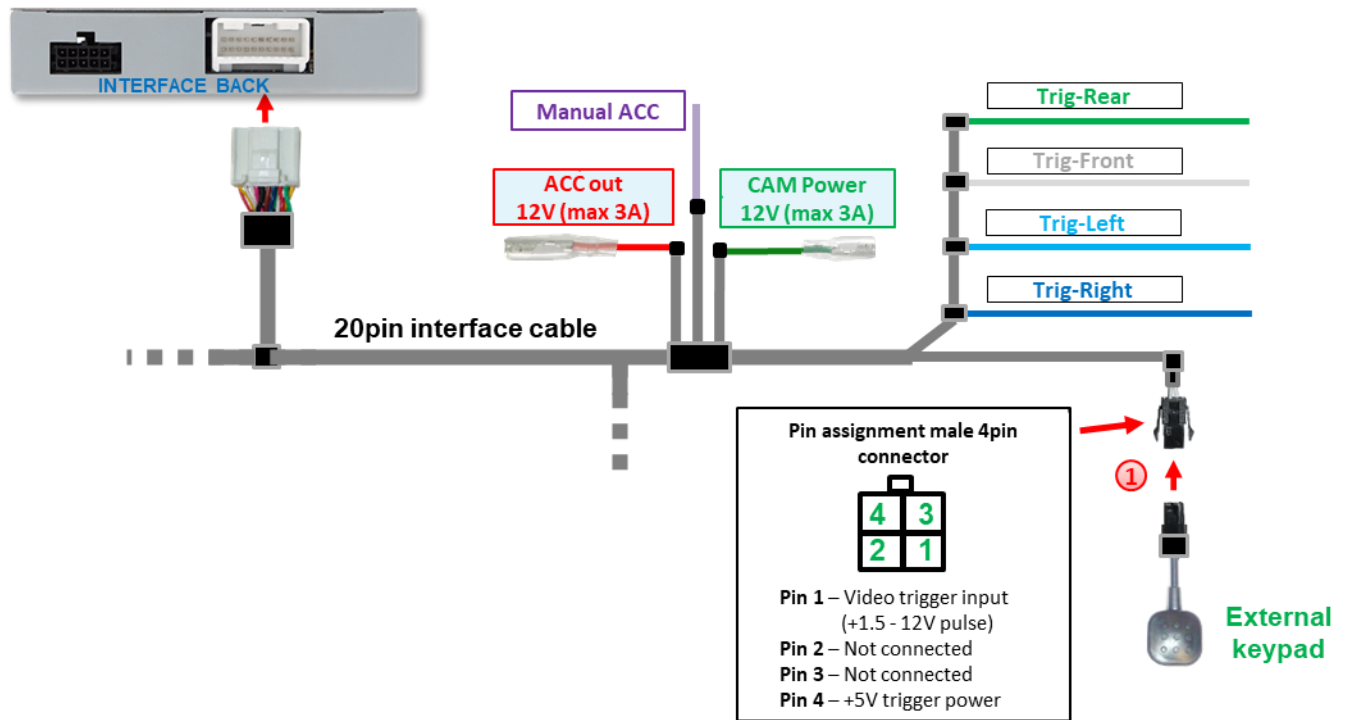 INTERFACE BACK
Manual ACC
ACC out
12V (max 3A)
CAM Power
12V (max 3A)
Trig-Rear
Trig-Front
Trig-Left
Trig-Right
20pin interface cable
Pin assignment male 4pin
connector
4 3
2 1
Pin 1 – Video trigger input
(+1.5 - 12V pulse)
Pin 2 – Not connected
Pin 3 – Not connected
Pin 4 – +5V trigger power
1
External
keypad